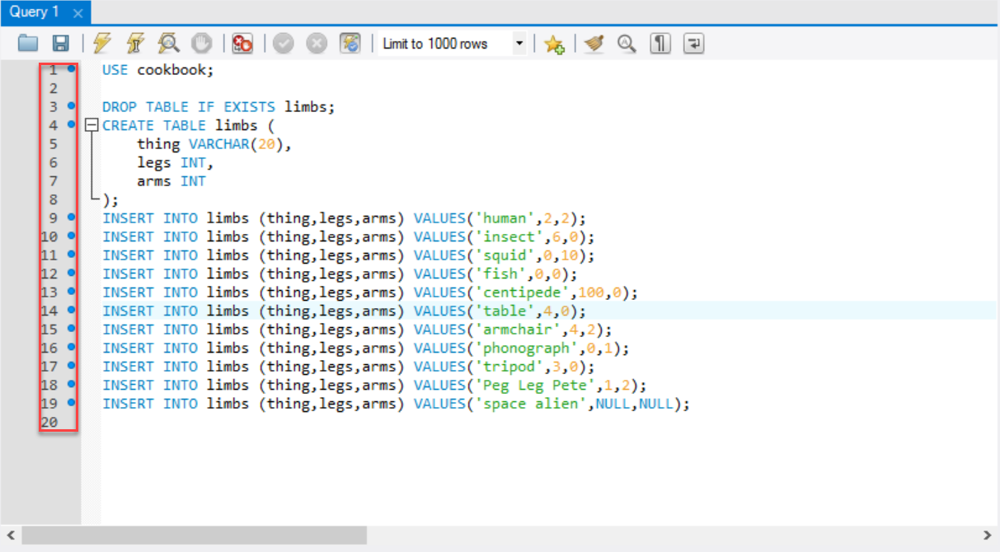 Query 1
Limit to 1000 rows
1 USE cookbook;
2
3 DROP TABLE IF EXISTS limbs;
4 CREATE TABLE limbs (
5 thing VARCHAR(20),
6 legs INT,
7 arms INT
8 );
9 INSERT INTO limbs (thing,legs,arms) VALUES('human',2,2);
10 INSERT INTO limbs (thing,legs,arms) VALUES('insect',6,0);
11 INSERT INTO limbs (thing,legs,arms) VALUES('squid',0,10);
12 INSERT INTO limbs (thing,legs,arms) VALUES('fish',0,0);
13 INSERT INTO limbs (thing,legs,arms) VALUES('centipede',100,0);
14 INSERT INTO limbs (thing,legs,arms) VALUES('table',4,0);
15 INSERT INTO limbs (thing,legs,arms) VALUES('armchair',4,2);
16 INSERT INTO limbs (thing,legs,arms) VALUES('phonograph',0,1);
17 INSERT INTO limbs (thing,legs,arms) VALUES('tripod',3,0);
18 INSERT INTO limbs (thing,legs,arms) VALUES('Peg Leg Pete',1,2);
19 INSERT INTO limbs (thing,legs,arms) VALUES('space alien',NULL,NULL);
20